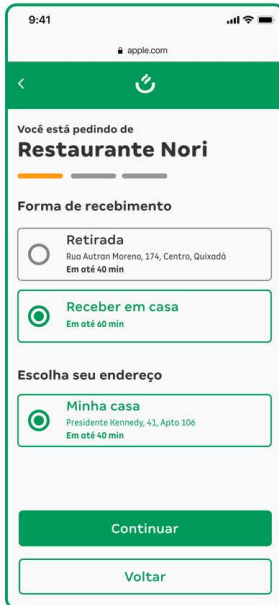 9:41
apple.com
Você está pedindo de
Restaurante Nori
Forma de recebimento
Retirada
Rua Autran Moreno, 174, Centro, Quixadá
Em até 40 min
Receber em casa
Em até 60 min
Escolha seu endereço
Minha casa
Presidente Kennedy, 41, Apto 106
Em até 40 min
Continuar
Voltar